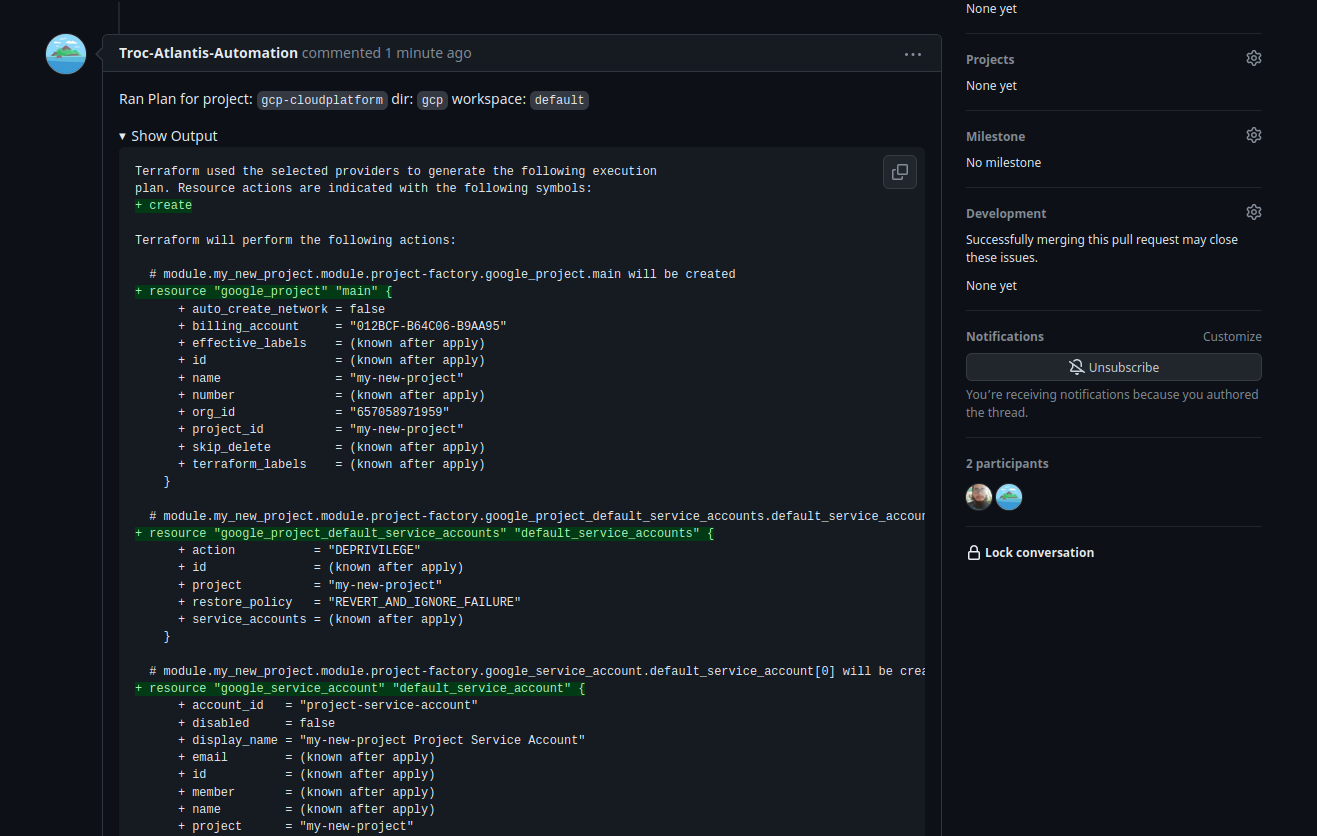 Troc-Atlantis-Automation commented 1 minute ago
Ran Plan for project: gcp-cloudplatform dir: gcp workspace: default
▾ Show Output
Terraform used the selected providers to generate the following execution
plan. Resource actions are indicated with the following symbols:
+ create
Terraform will perform the following actions:
# module.my_new_project.module.project-factory.google_project.main will be created
+ resource "google_project" "main" {
+ auto_create_network = false
+ billing_account     = "012BCF-B64C06-B9AA95"
+ effective_labels    = (known after apply)
+ id                  = (known after apply)
+ name                = "my-new-project"
+ number              = (known after apply)
+ org_id              = "657058971959"
+ project_id          = "my-new-project"
+ skip_delete         = (known after apply)
+ terraform_labels    = (known after apply)
}
# module.my_new_project.module.project-factory.google_project_default_service_accounts.default_service_accour
+ resource "google_project_default_service_accounts" "default_service_accounts" {
+ action          = "DEPRIVILEGE"
+ id              = (known after apply)
+ project         = "my-new-project"
+ restore_policy   = "REVERT_AND_IGNORE_FAILURE"
+ service_accounts = (known after apply)
}
# module.my_new_project.module.project-factory.google_service_account.default_service_account[0] will be crea
+ resource "google_service_account" "default_service_account" {
+ account_id   = "project-service-account"
+ disabled     = false
+ display_name = "my-new-project Project Service Account"
+ email        = (known after apply)
+ id           = (known after apply)
+ member       = (known after apply)
+ name         = (known after apply)
+ project      = "my-new-project"
None yet
Projects
None yet
Milestone
No milestone
Development
Successfully merging this pull request may close
these issues.
None yet
Notifications Customize
Unsubscribe
You're receiving notifications because you authored
the thread.
2 participants
Lock conversation